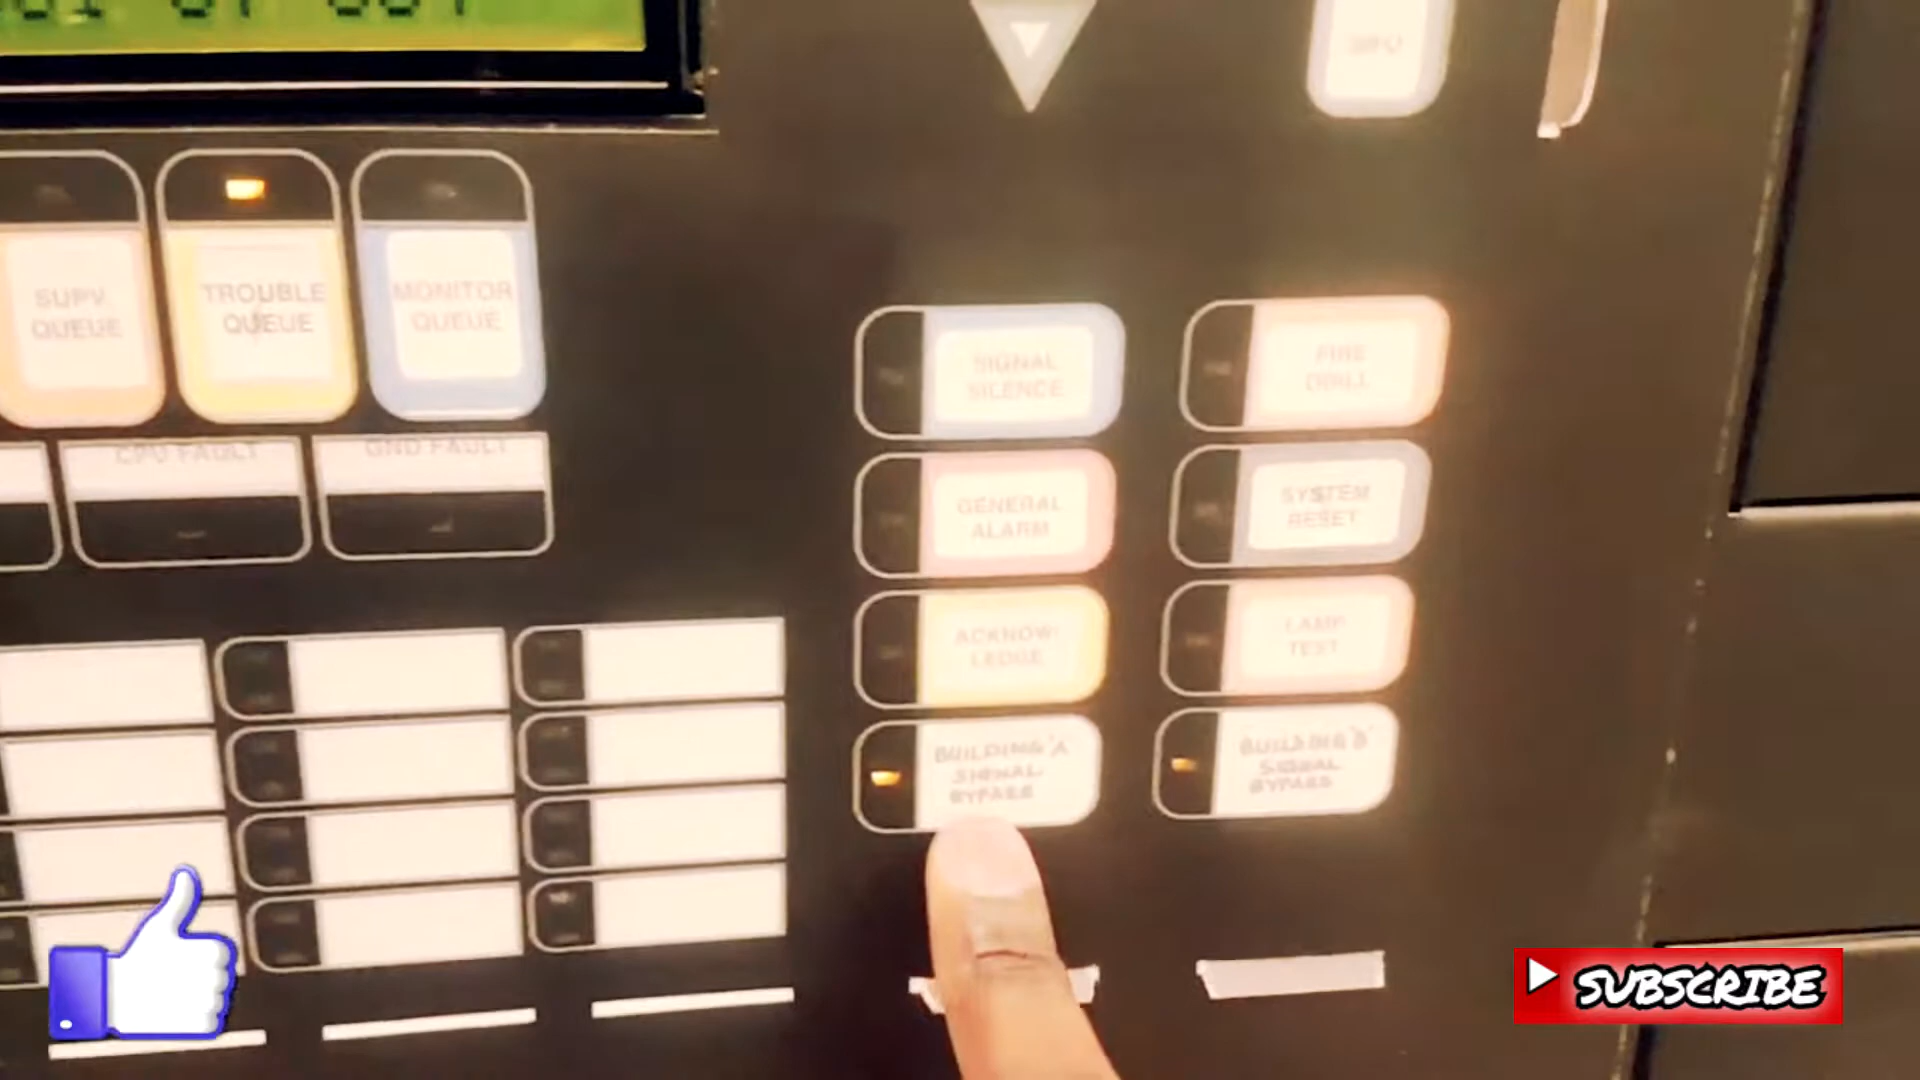 INFO
SUPV.
QUEUE
TROUBLE
QUEUE
MONITOR
QUEUE
CPU FAULT
GND FAULT
SIGNAL
SILENCE
FIRE
DRILL
GENERAL
ALARM
SYSTEM
RESET
ACKNOW-
LEDGE
LAMP
TEST
BUILDING 'A'
SIGNAL
BYPASS
BUILDING 'B'
SIGNAL
BYPASS
SUBSCRIBE